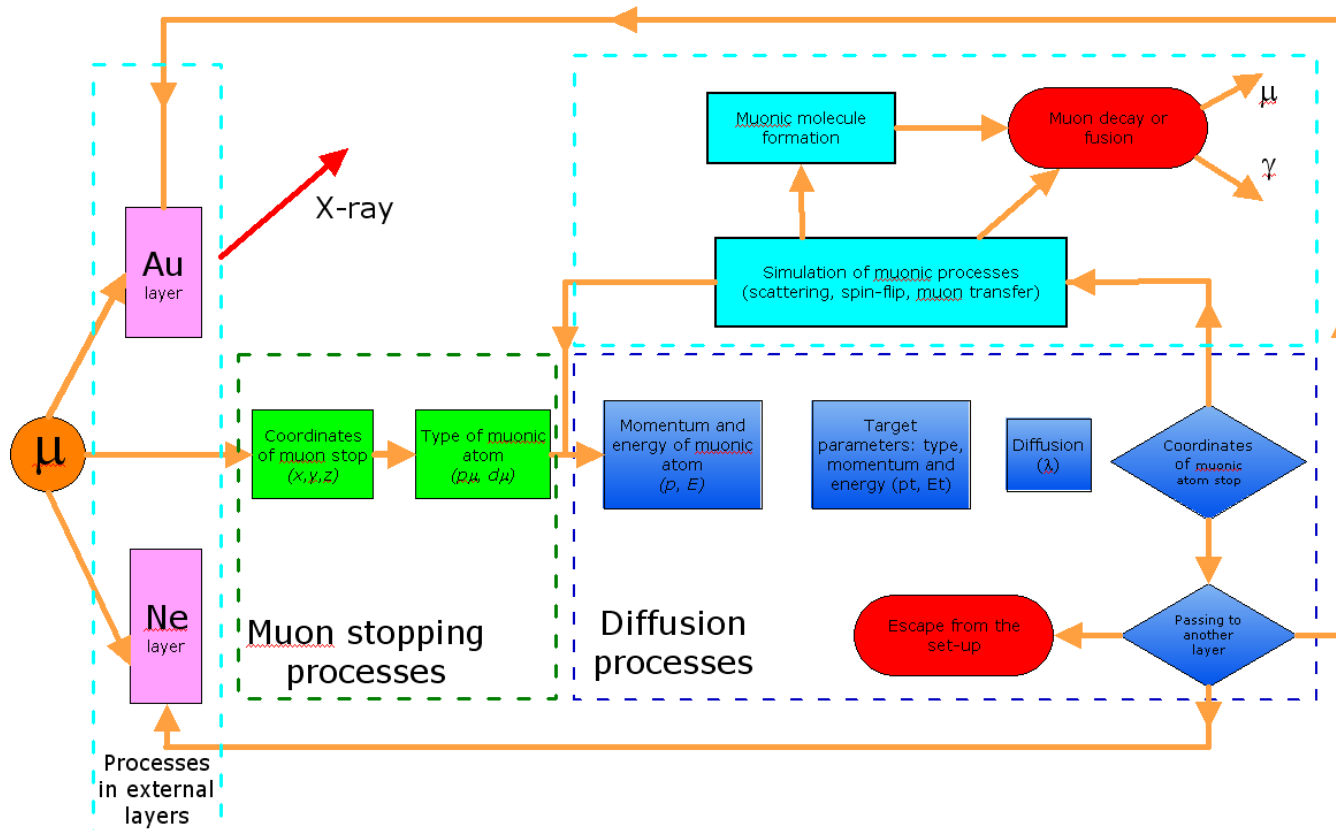 μ
Au
layer
Ne
layer
Processes
in external
layers
X-ray
Coordinates
of muon stop
(x,y,z)
Type of muonic
atom
(pμ, dμ)
Muon stopping
processes
Muonic molecule
formation
Muon decay or
fusion
μ
γ
Simulation of muonic processes
(scattering, spin-flip, muon transfer)
Momentum and
energy of muonic
atom
(p, E)
Target
parameters: type,
momentum and
energy (pt, Et)
Diffusion
(λ)
Coordinates
of muonic
atom stop
Diffusion
processes
Escape from the
set-up
Passing to
another
layer